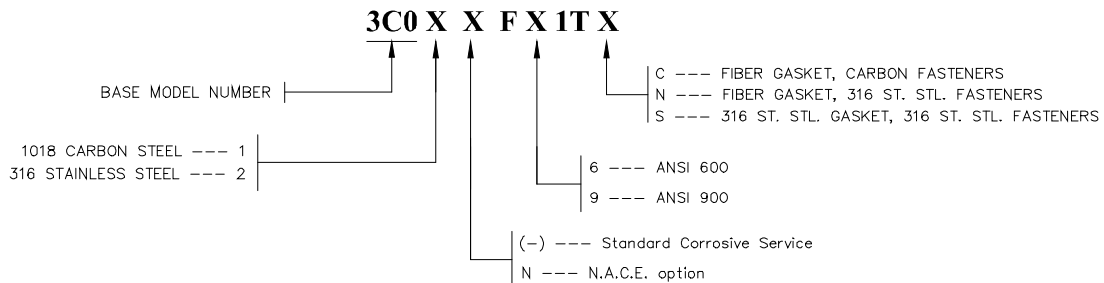 3C0 X X F X 1T X
BASE MODEL NUMBER
C --- FIBER GASKET, CARBON FASTENERS
N --- FIBER GASKET, 316 ST. STL. FASTENERS
S --- 316 ST. STL. GASKET, 316 ST. STL. FASTENERS
1018 CARBON STEEL --- 1
316 STAINLESS STEEL --- 2
6 --- ANSI 600
9 --- ANSI 900
(-) --- Standard Corrosive Service
N --- N.A.C.E. option